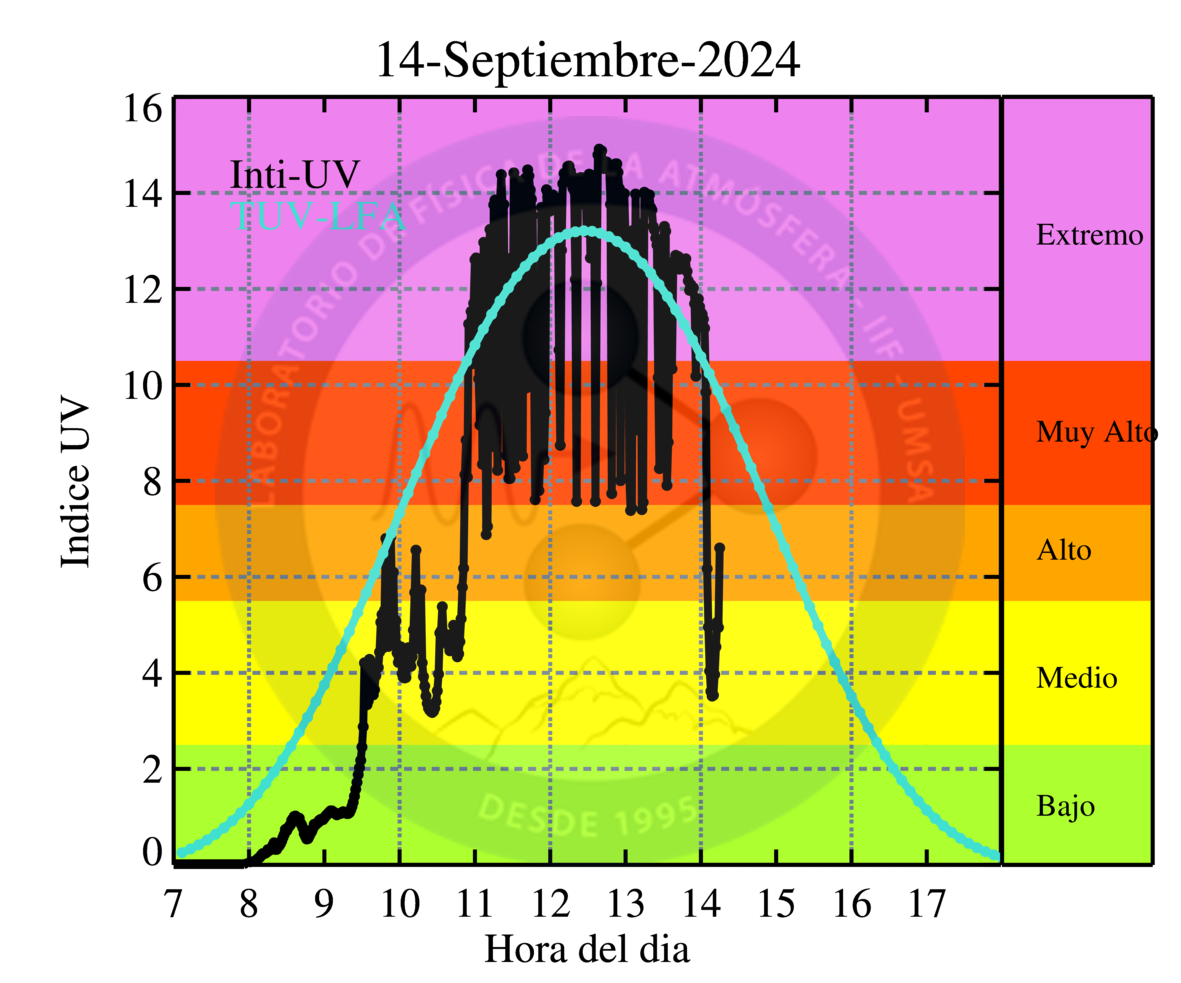 14-Septiembre-2024
Indice UV
16
14
12
10
8
6
4
2
0
Inti-UV
TUV-LFA
LABORATORIO DE FÍSICA DE LA ATMÓSFERA - IIF - UMSA
DESDE 1995
Extremo
Muy Alto
Alto
Medio
Bajo
7 8 9 10 11 12 13 14 15 16 17
Hora del dia